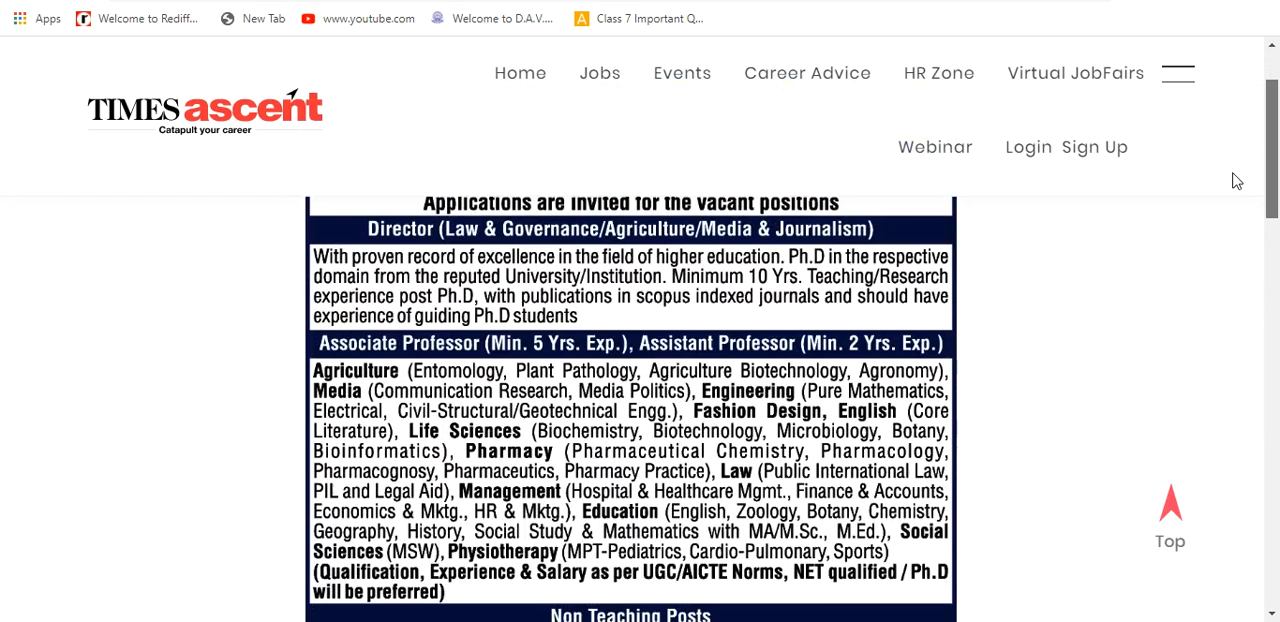 Apps Welcome to Rediff... New Tab www.youtube.com Welcome to D.A.V.... Class 7 Important Q...
Home Jobs Events Career Advice HR Zone Virtual JobFairs
TIMES ascent
Catapult your career
Webinar Login Sign Up
Applications are invited for the vacant positions
Director (Law & Governance/Agriculture/Media & Journalism)
With proven record of excellence in the field of higher education. Ph.D in the respective
domain from the reputed University/Institution. Minimum 10 Yrs. Teaching/Research
experience post Ph.D, with publications in scopus indexed journals and should have
experience of guiding Ph.D students
Associate Professor (Min. 5 Yrs. Exp.), Assistant Professor (Min. 2 Yrs. Exp.)
Agriculture (Entomology, Plant Pathology, Agriculture Biotechnology, Agronomy),
Media (Communication Research, Media Politics), Engineering (Pure Mathematics,
Electrical, Civil-Structural/Geotechnical Engg.), Fashion Design, English (Core
Literature), Life Sciences (Biochemistry, Biotechnology, Microbiology, Botany,
Bioinformatics), Pharmacy (Pharmaceutical Chemistry, Pharmacology,
Pharmacognosy, Pharmaceutics, Pharmacy Practice), Law (Public International Law,
PIL and Legal Aid), Management (Hospital & Healthcare Mgmt., Finance & Accounts,
Economics & Mktg., HR & Mktg.), Education (English, Zoology, Botany, Chemistry,
Geography, History, Social Study & Mathematics with MA/M.Sc., M.Ed.), Social
Sciences (MSW), Physiotherapy (MPT-Pediatrics, Cardio-Pulmonary, Sports)
(Qualification, Experience & Salary as per UGC/AICTE Norms, NET qualified / Ph.D
will be preferred)
Non Teaching Posts
Top